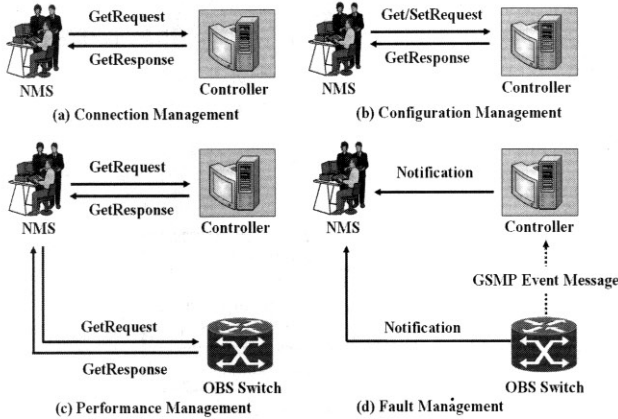 GetRequest
GetResponse
NMS
Controller
(a) Connection Management
Get/SetRequest
GetResponse
NMS
Controller
(b) Configuration Management
GetRequest
GetResponse
NMS
Controller
GetRequest
GetResponse
OBS Switch
(c) Performance Management
Notification
NMS
Controller
GSMP Event Message
Notification
OBS Switch
(d) Fault Management